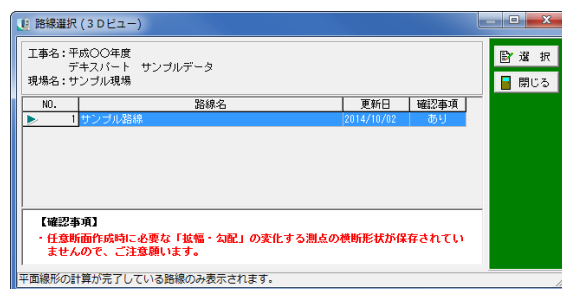 路線選択(3Dビュー)
工事名:平成〇〇年度
デキスパート サンプルデータ
現場名:サンプル現場
選 択
閉じる
NO. 路線名 更新日 確認事項
1 サンプル路線 2014/10/02 あり
【確認事項】
・任意断面作成時に必要な「拡幅・勾配」の変化する測点の横断形状が保存されてい
ませんので、ご注意願います。
平面線形の計算が完了している路線のみ表示されます。